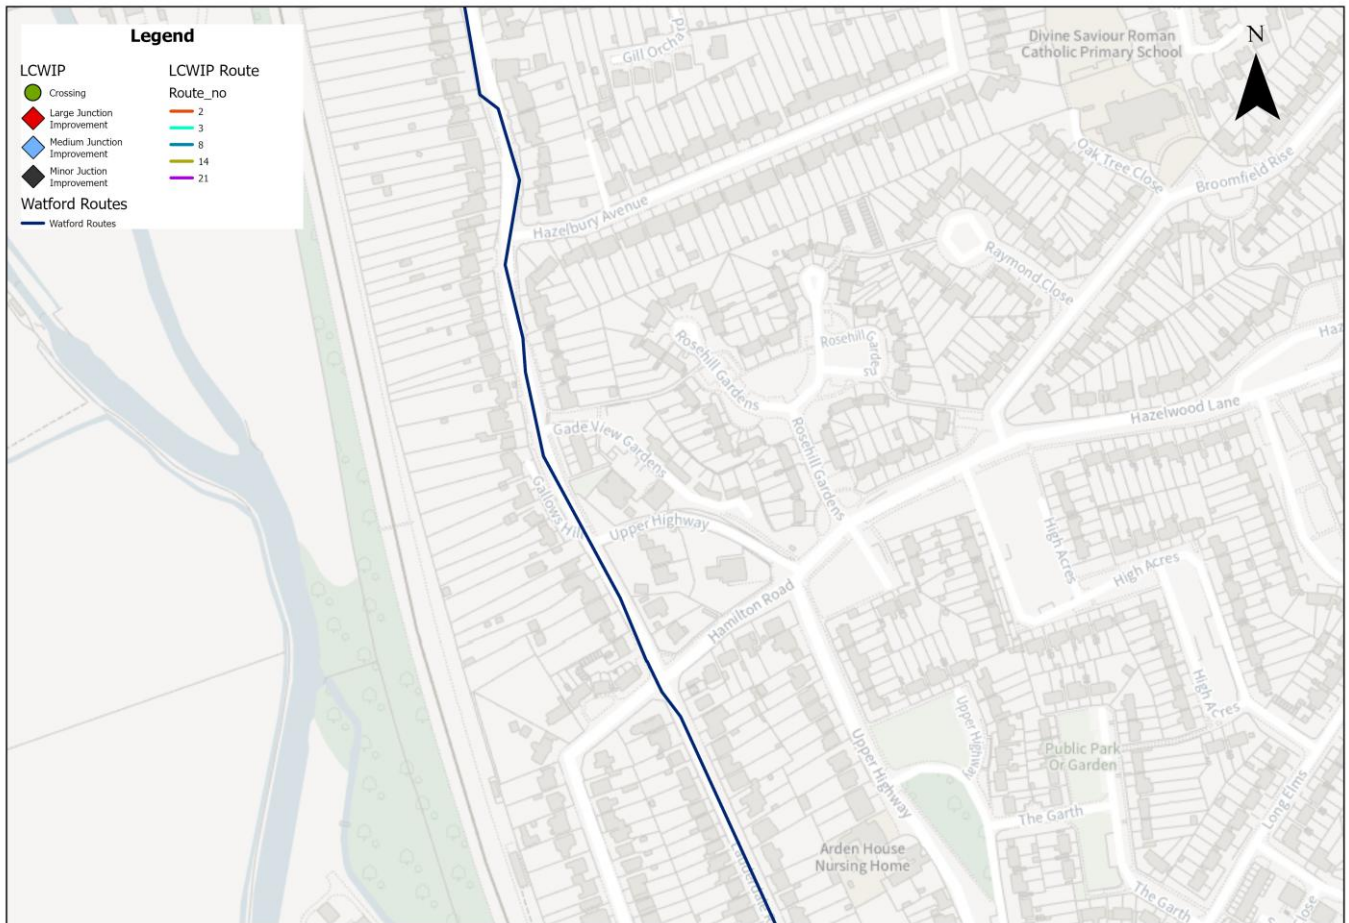 Legend
LCWIP
Crossing
Large Junction
Improvement
Medium Junction
Improvement
Minor Juction
Improvement
Watford Routes
Watford Routes
LCWIP Route
Route_no
2
3
8
14
21
N
Divine Saviour Roman
Catholic Primary School
Gill Orchard
Oak Tree Close
Broomfield Rise
Hazelbury Avenue
Raymond Close
Rosehill Gardens
Rosehill Gardens
Rosehill Gardens
Haz
Hazelwood Lane
Gade View Gardens
Gallows Hill
Upper Highway
High Acres
High Acres
Hamilton Road
High Acres
Upper Highway
Upper Highway
Public Park
Or Garden
Long Elms
The Garth
Arden House
Nursing Home
The Garth
ose